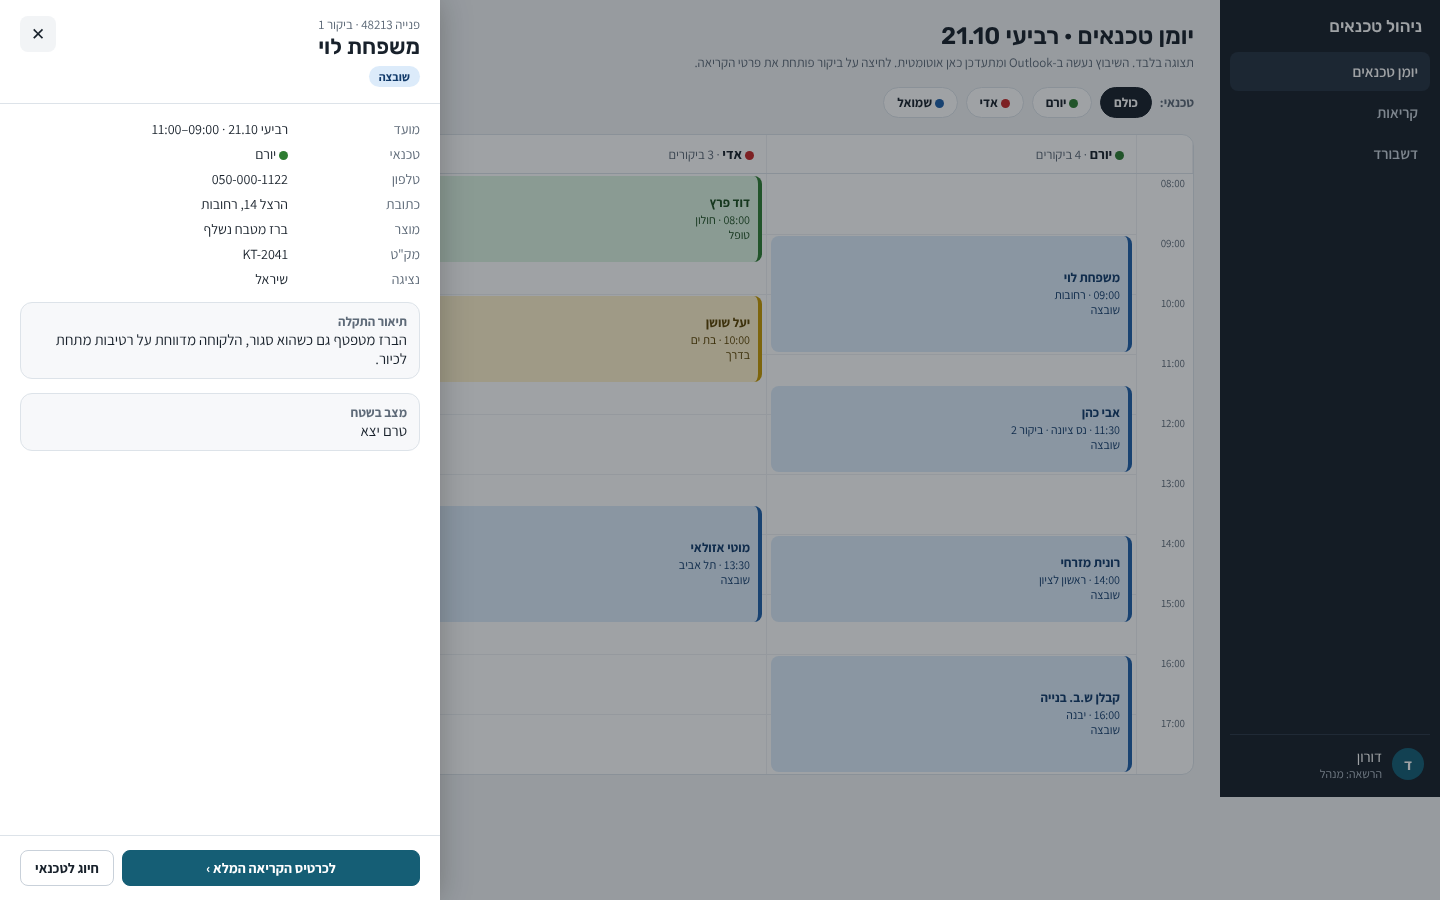 ניהול טכנאים
יומן טכנאים
קריאות
דשבורד
ד
דורון
הרשאה: מנהל
יומן טכנאים • רביעי 21.10
תצוגה בלבד. השיבוץ נעשה ב-Outlook ומתעדכן כאן אוטומטית. לחיצה על ביקור פותחת את פרטי הקריאה.
טכנאי: כולם יורם אדי שמואל
יורם · 4 ביקורים
אדי · 3 ביקורים
08:00
09:00
10:00
11:00
12:00
13:00
14:00
15:00
16:00
17:00
משפחת לוי
09:00 · רחובות
שובצה
אבי כהן
11:30 · נס ציונה · ביקור 2
שובצה
רונית מזרחי
14:00 · ראשון לציון
שובצה
קבלן ש.ב. בנייה
16:00 · יבנה
שובצה
דוד פרץ
08:00 · חולון
טופל
יעל שושן
10:00 · בת ים
בדרך
מוטי אזולאי
13:30 · תל אביב
שובצה
פנייה 48213 · ביקור 1
✕
משפחת לוי
שובצה
מועד רביעי 21.10 · 09:00–11:00
טכנאי יורם
טלפון 050-000-1122
כתובת הרצל 14, רחובות
מוצר ברז מטבח נשלף
מק"ט KT-2041
נציגה שיראל
תיאור התקלה
הברז מטפטף גם כשהוא סגור, הלקוחה מדווחת על רטיבות מתחת
לכיור.
מצב בשטח
טרם יצא
לכרטיס הקריאה המלא ›
חיוג לטכנאי